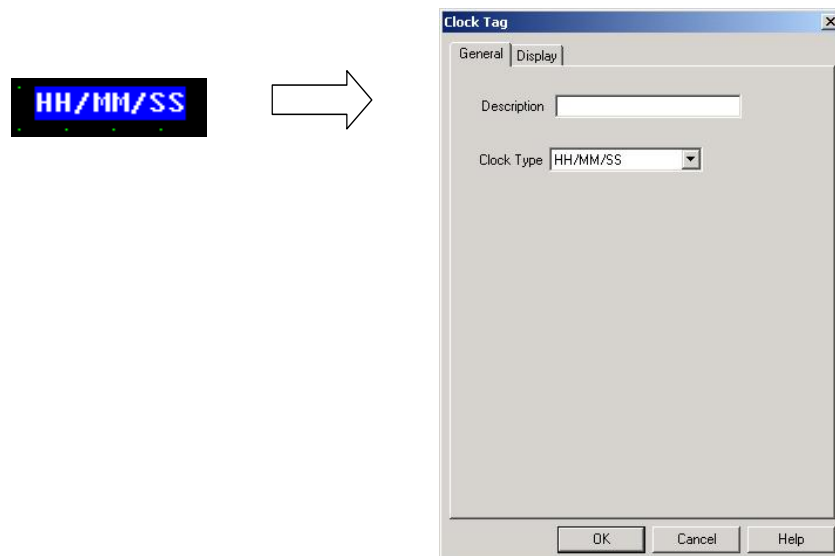 HH/MM/SS
Clock Tag
General Display
Description
Clock Type HH/MM/SS
OK Cancel Help